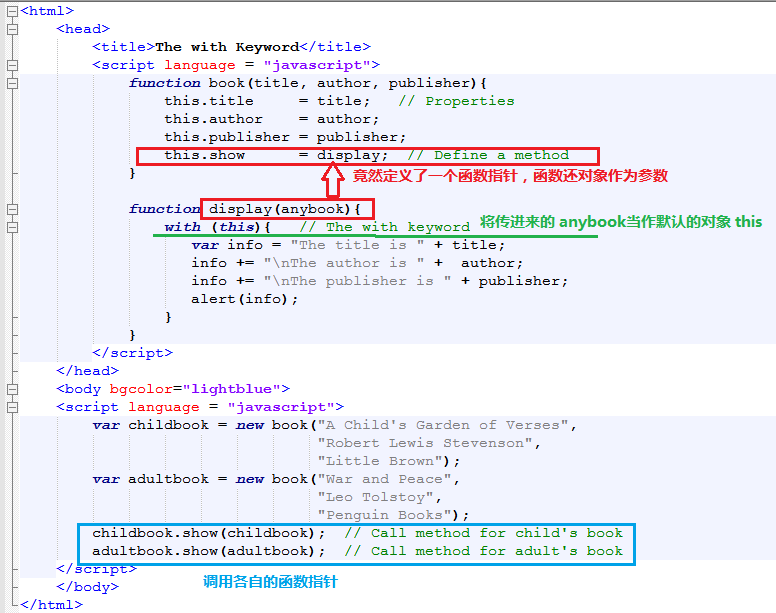 <html>
<head>
<title>The with Keyword</title>
<script language = "javascript">
function book(title, author, publisher){
this.title     = title;   // Properties
this.author    = author;
this.publisher = publisher;
this.show      = display;  // Define a method
}
竟然定义了一个函数指针，函数还对象作为参数
function display(anybook){
with (this){   // The with keyword
将传进来的 anybook当作默认的对象 this
var info = "The title is " + title;
info += "\nThe author is " +  author;
info += "\nThe publisher is " + publisher;
alert(info);
}
}
</script>
</head>
<body bgcolor="lightblue">
<script language = "javascript">
var childbook = new book("A Child's Garden of Verses",
"Robert Lewis Stevenson",
"Little Brown");
var adultbook = new book("War and Peace",
"Leo Tolstoy",
"Penguin Books");
childbook.show(childbook);  // Call method for child's book
adultbook.show(adultbook);  // Call method for adult's book
</script>
调用各自的函数指针
</body>
</html>